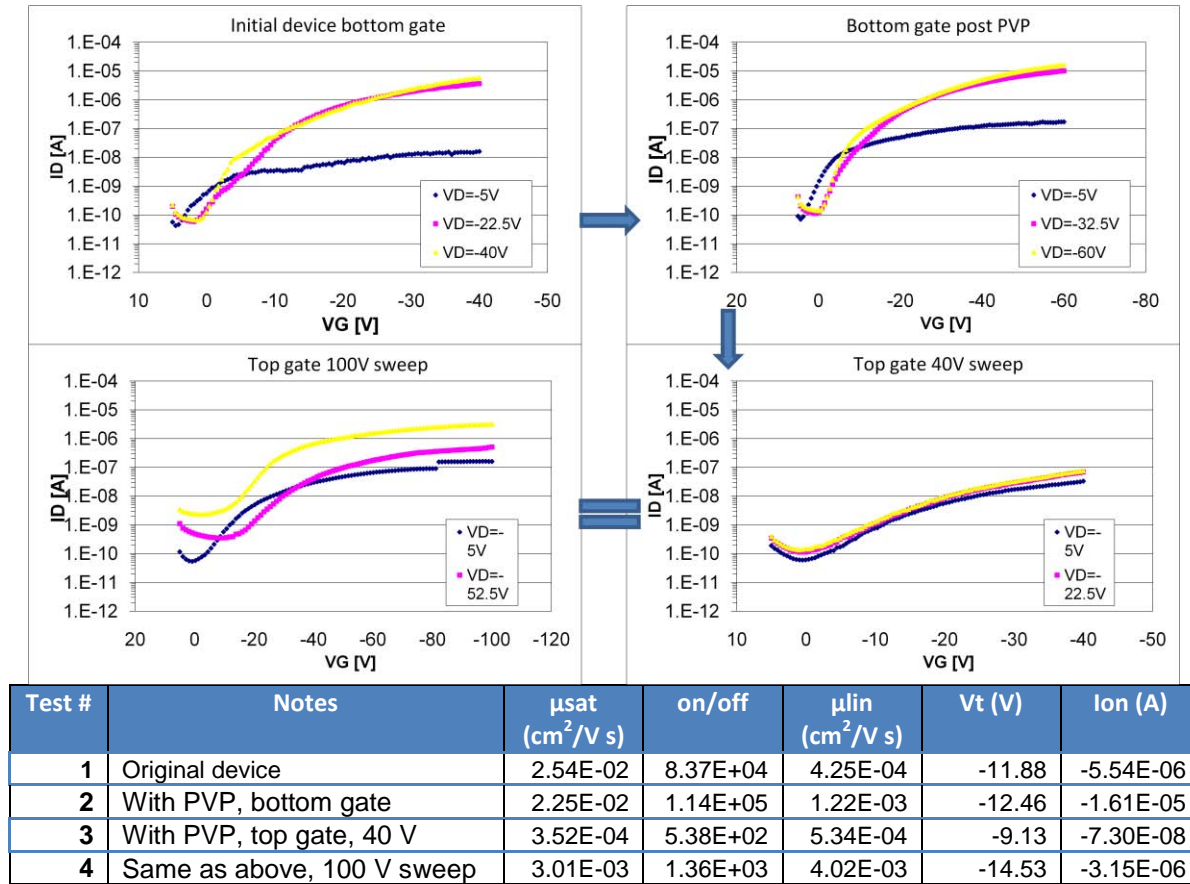 Initial device bottom gate
1.E-04
1.E-05
1.E-06
1.E-07
1.E-08
1.E-09
1.E-10
1.E-11
1.E-12
ID [A]
VD=-5V
VD=-22.5V
VD=-40V
10 0 -10 -20 -30 -40 -50
VG [V]
Bottom gate post PVP
1.E-04
1.E-05
1.E-06
1.E-07
1.E-08
1.E-09
1.E-10
1.E-11
1.E-12
ID [A]
VD=-5V
VD=-32.5V
VD=-60V
20 0 -20 -40 -60 -80
VG [V]
Top gate 100V sweep
1.E-04
1.E-05
1.E-06
1.E-07
1.E-08
1.E-09
1.E-10
1.E-11
1.E-12
ID [A]
VD=-
5V
VD=-
52.5V
20 0 -20 -40 -60 -80 -100 -120
VG [V]
Top gate 40V sweep
1.E-04
1.E-05
1.E-06
1.E-07
1.E-08
1.E-09
1.E-10
1.E-11
1.E-12
ID [A]
VD=-
5V
VD=-
22.5V
10 0 -10 -20 -30 -40 -50
VG [V]
Test # Notes µsat (cm²/V s) on/off µlin (cm²/V s) Vt (V) Ion (A)
1 Original device 2.54E-02 8.37E+04 4.25E-04 -11.88 -5.54E-06
2 With PVP, bottom gate 2.25E-02 1.14E+05 1.22E-03 -12.46 -1.61E-05
3 With PVP, top gate, 40 V 3.52E-04 5.38E+02 5.34E-04 -9.13 -7.30E-08
4 Same as above, 100 V sweep 3.01E-03 1.36E+03 4.02E-03 -14.53 -3.15E-06